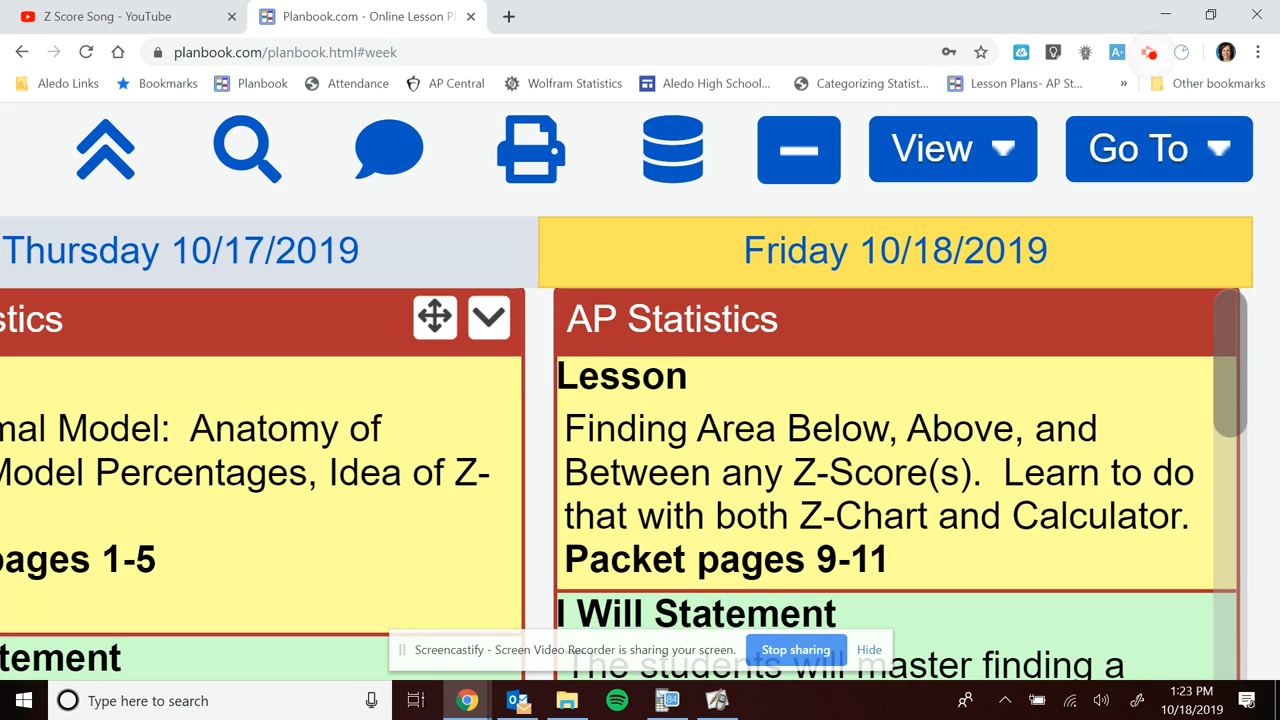 Z Score Song - YouTube
Planbook.com - Online Lesson Pl
planbook.com/planbook.html#week
A+
Aledo Links
Bookmarks
Planbook
Attendance
AP Central
Wolfram Statistics
Aledo High School...
Categorizing Statist...
Lesson Plans- AP St...
»
Other bookmarks
View
Go To
Thursday 10/17/2019
Friday 10/18/2019
stics
AP Statistics
Lesson
mal Model: Anatomy of
Model Percentages, Idea of Z-
pages 1-5
Finding Area Below, Above, and
Between any Z-Score(s). Learn to do
that with both Z-Chart and Calculator.
Packet pages 9-11
I Will Statement
tement
The students will master finding a
Screencastify - Screen Video Recorder is sharing your screen.
Stop sharing
Hide
Type here to search
1:23 PM
10/18/2019